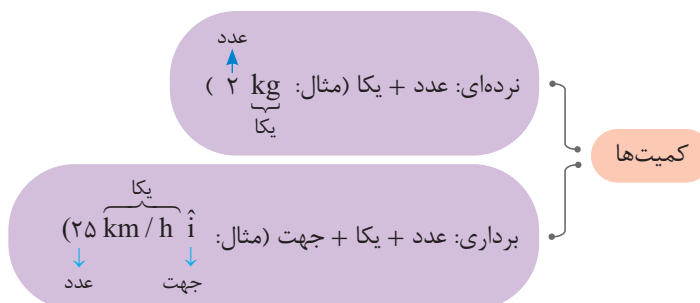 عدد
نرده‌ای: عدد + یکا (مثال: ۲ kg )
یکا
کمیت‌ها
یکا
برداری: عدد + یکا + جهت (مثال: ۲۵ km / h î)
عدد جهت